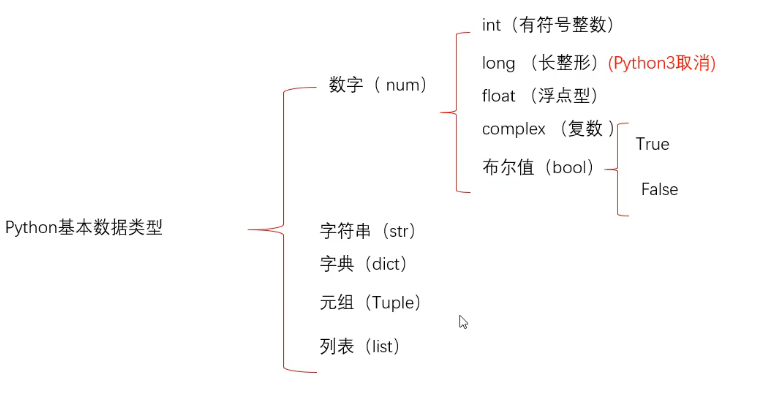 int（有符号整数）
long （长整形）(Python3取消)
数字（ num）
float （浮点型）
complex （复数 ）
True
布尔值（bool）
False
Python基本数据类型
字符串（str）
字典（dict）
元组（Tuple）
列表（list）